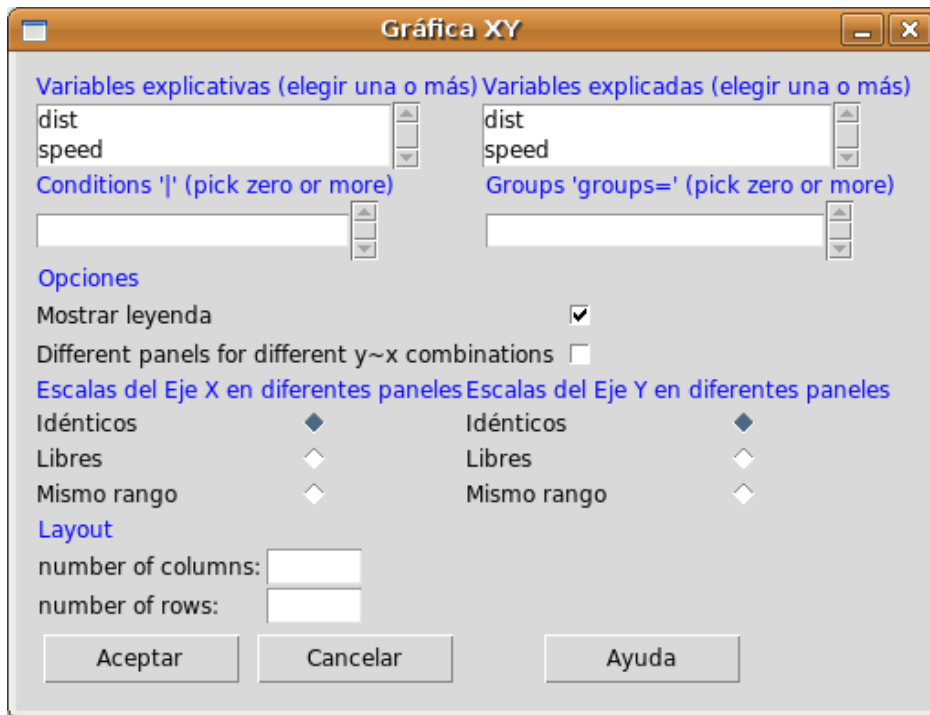 Gráfica XY
Variables explicativas (elegir una o más) Variables explicadas (elegir una o más)
dist dist
speed speed
Conditions '|' (pick zero or more) Groups 'groups=' (pick zero or more)
Opciones
Mostrar leyenda
Different panels for different y~x combinations
Escalas del Eje X en diferentes paneles Escalas del Eje Y en diferentes paneles
Idénticos Idénticos
Libres Libres
Mismo rango Mismo rango
Layout
number of columns:
number of rows:
Aceptar Cancelar Ayuda